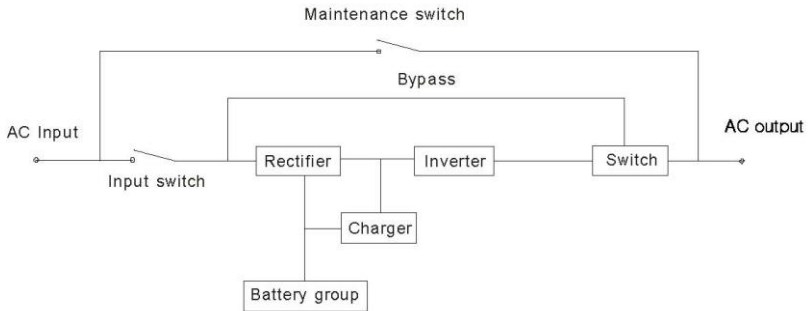 Maintenance switch
Bypass
AC Input
AC output
Rectifier
Inverter
Switch
Input switch
Charger
Battery group